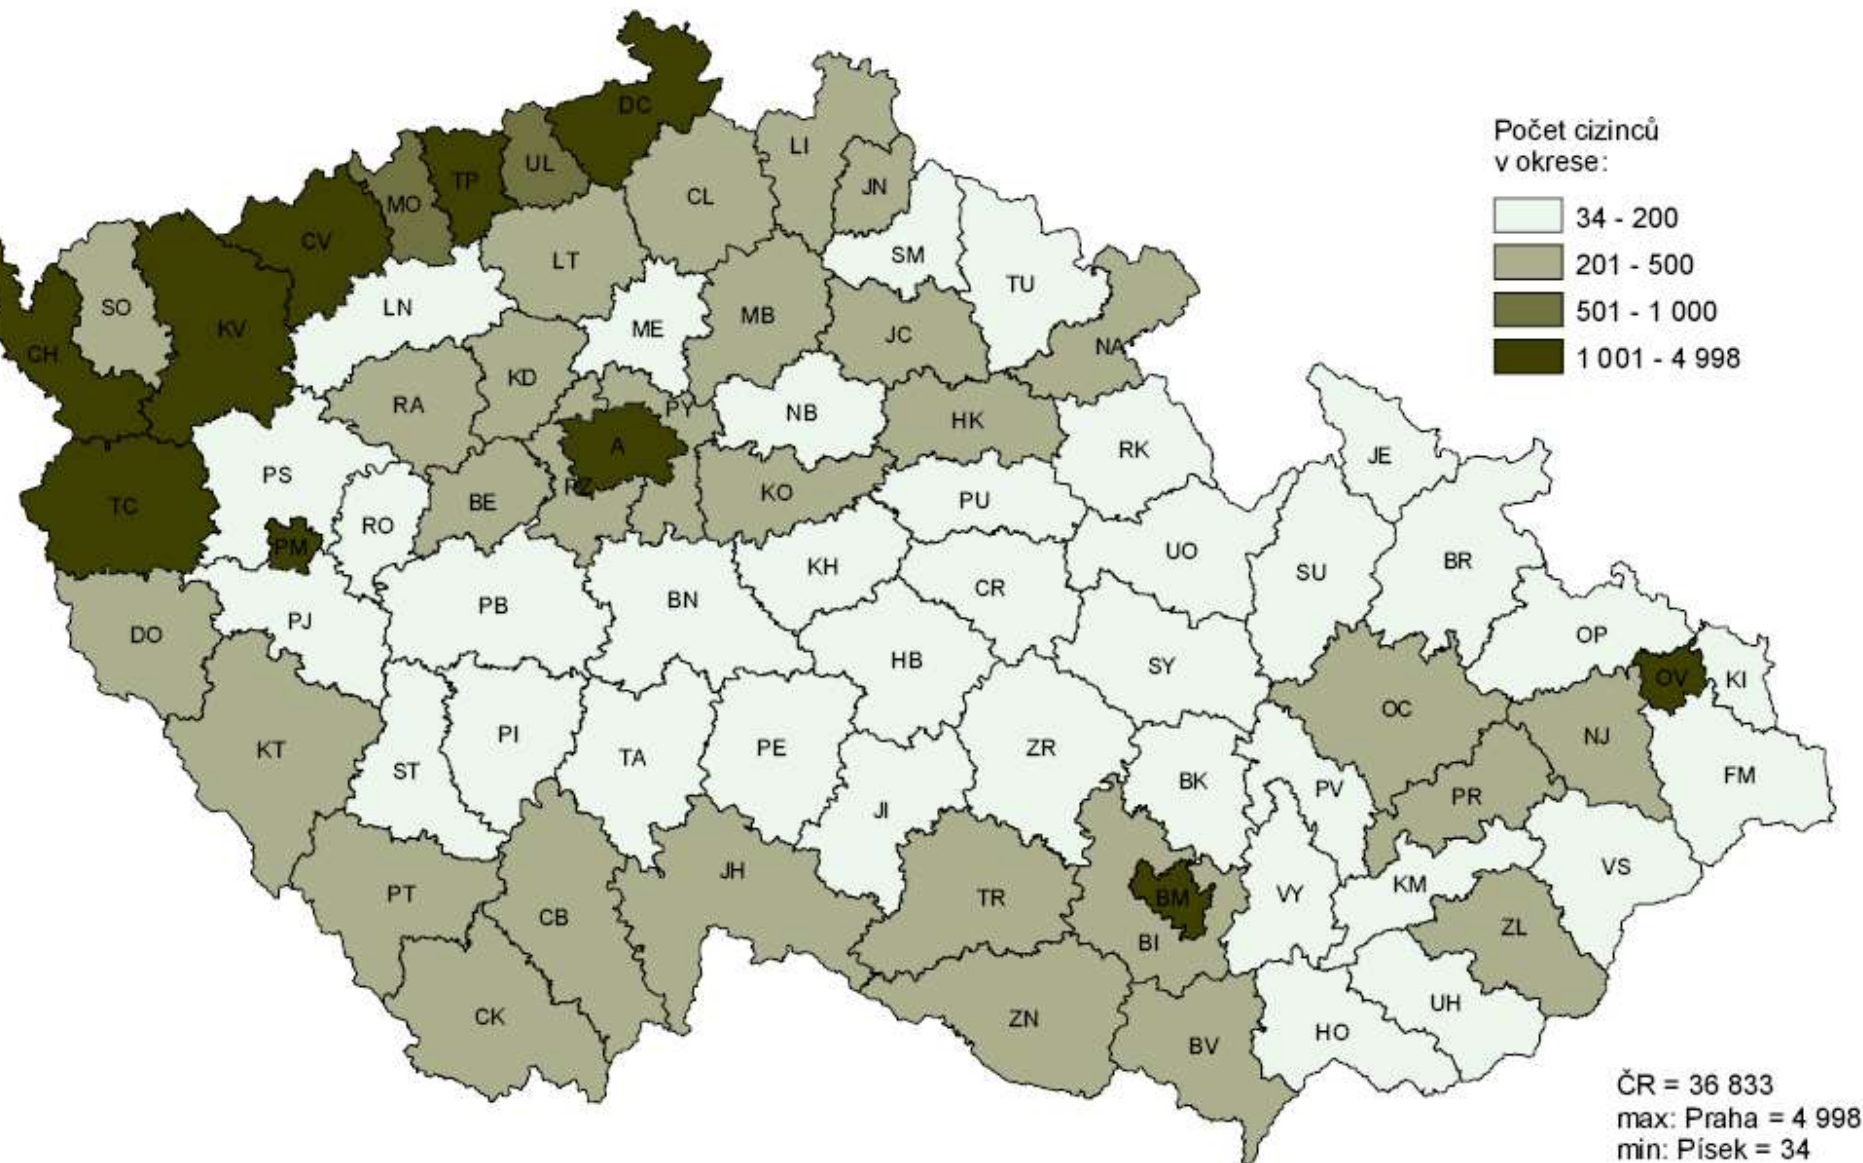 DC
Počet cizinců
v okrese:
34 - 200
201 - 500
501 - 1 000
1 001 - 4 998
LI
UL
TP
JN
CL
MO
CV
SM
LT
TU
SO
LN
MB
KV
ME
JC
NA
CH
KD
RA
PY
NB
HK
A
RK
JE
PS
RZ
KO
BE
PU
TC
RO
PM
UO
BR
KH
SU
CR
PB
BN
PJ
DO
OP
HB
SY
OV
KI
OC
PI
NJ
KT
ZR
PE
TA
ST
FM
BK
PV
PR
JI
VS
JH
KM
PT
TR
BM
VY
CB
ZL
BI
UH
CK
ZN
HO
BV
ČR = 36 833
max: Praha = 4 998
min: Písek = 34